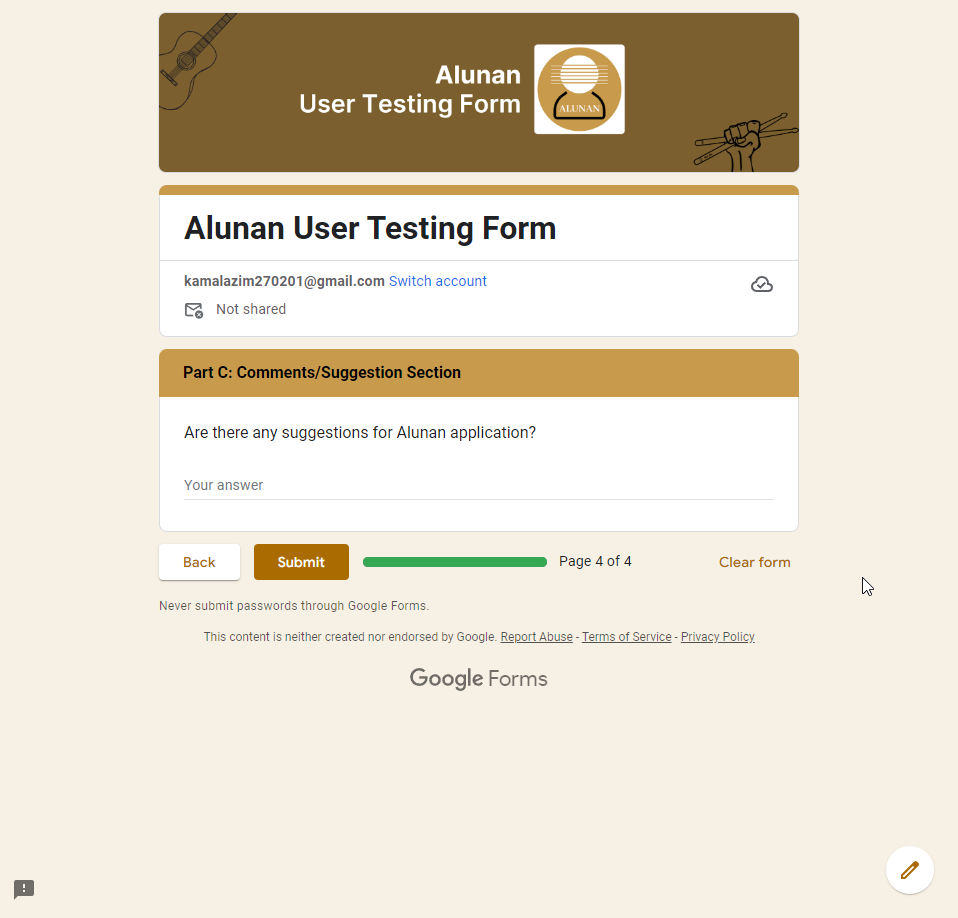 Alunan
User Testing Form
ALUNAN
Alunan User Testing Form
kamalazim270201@gmail.com Switch account
Not shared
Part C: Comments/Suggestion Section
Are there any suggestions for Alunan application?
Your answer
Back
Submit
Page 4 of 4
Clear form
Never submit passwords through Google Forms.
This content is neither created nor endorsed by Google. Report Abuse - Terms of Service - Privacy Policy
Google Forms